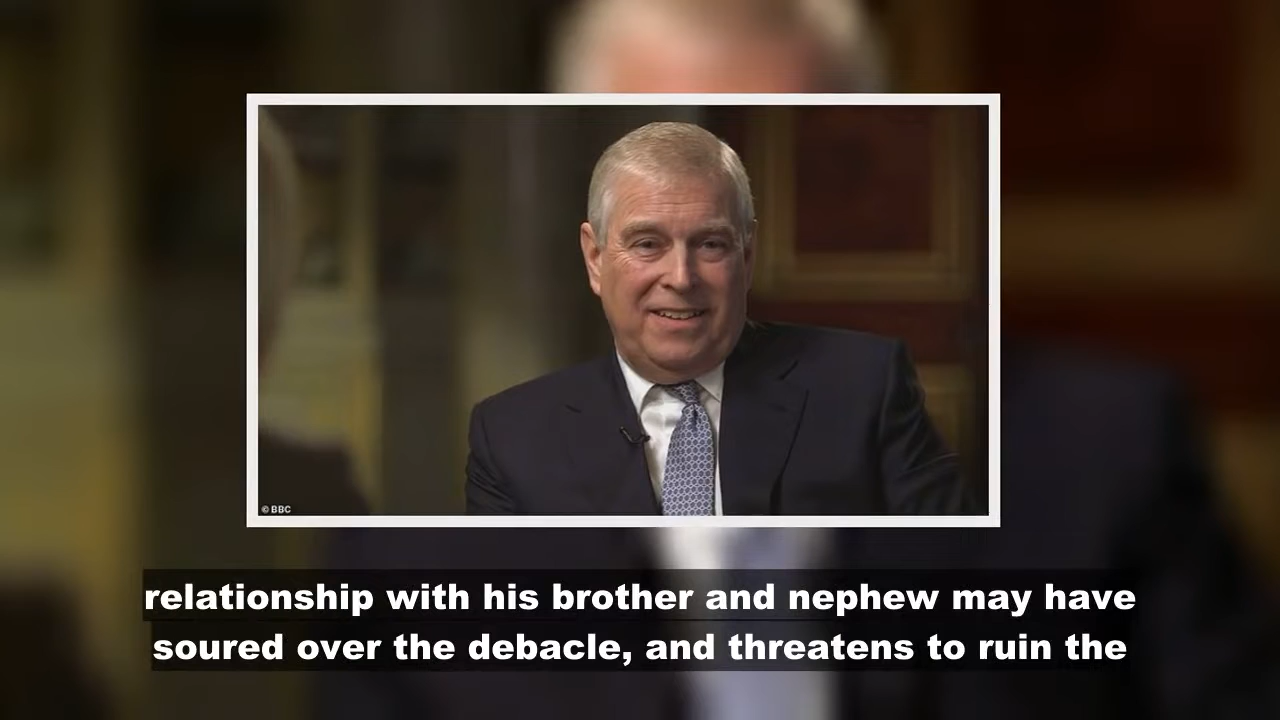 © BBC
relationship with his brother and nephew may have
soured over the debacle, and threatens to ruin the